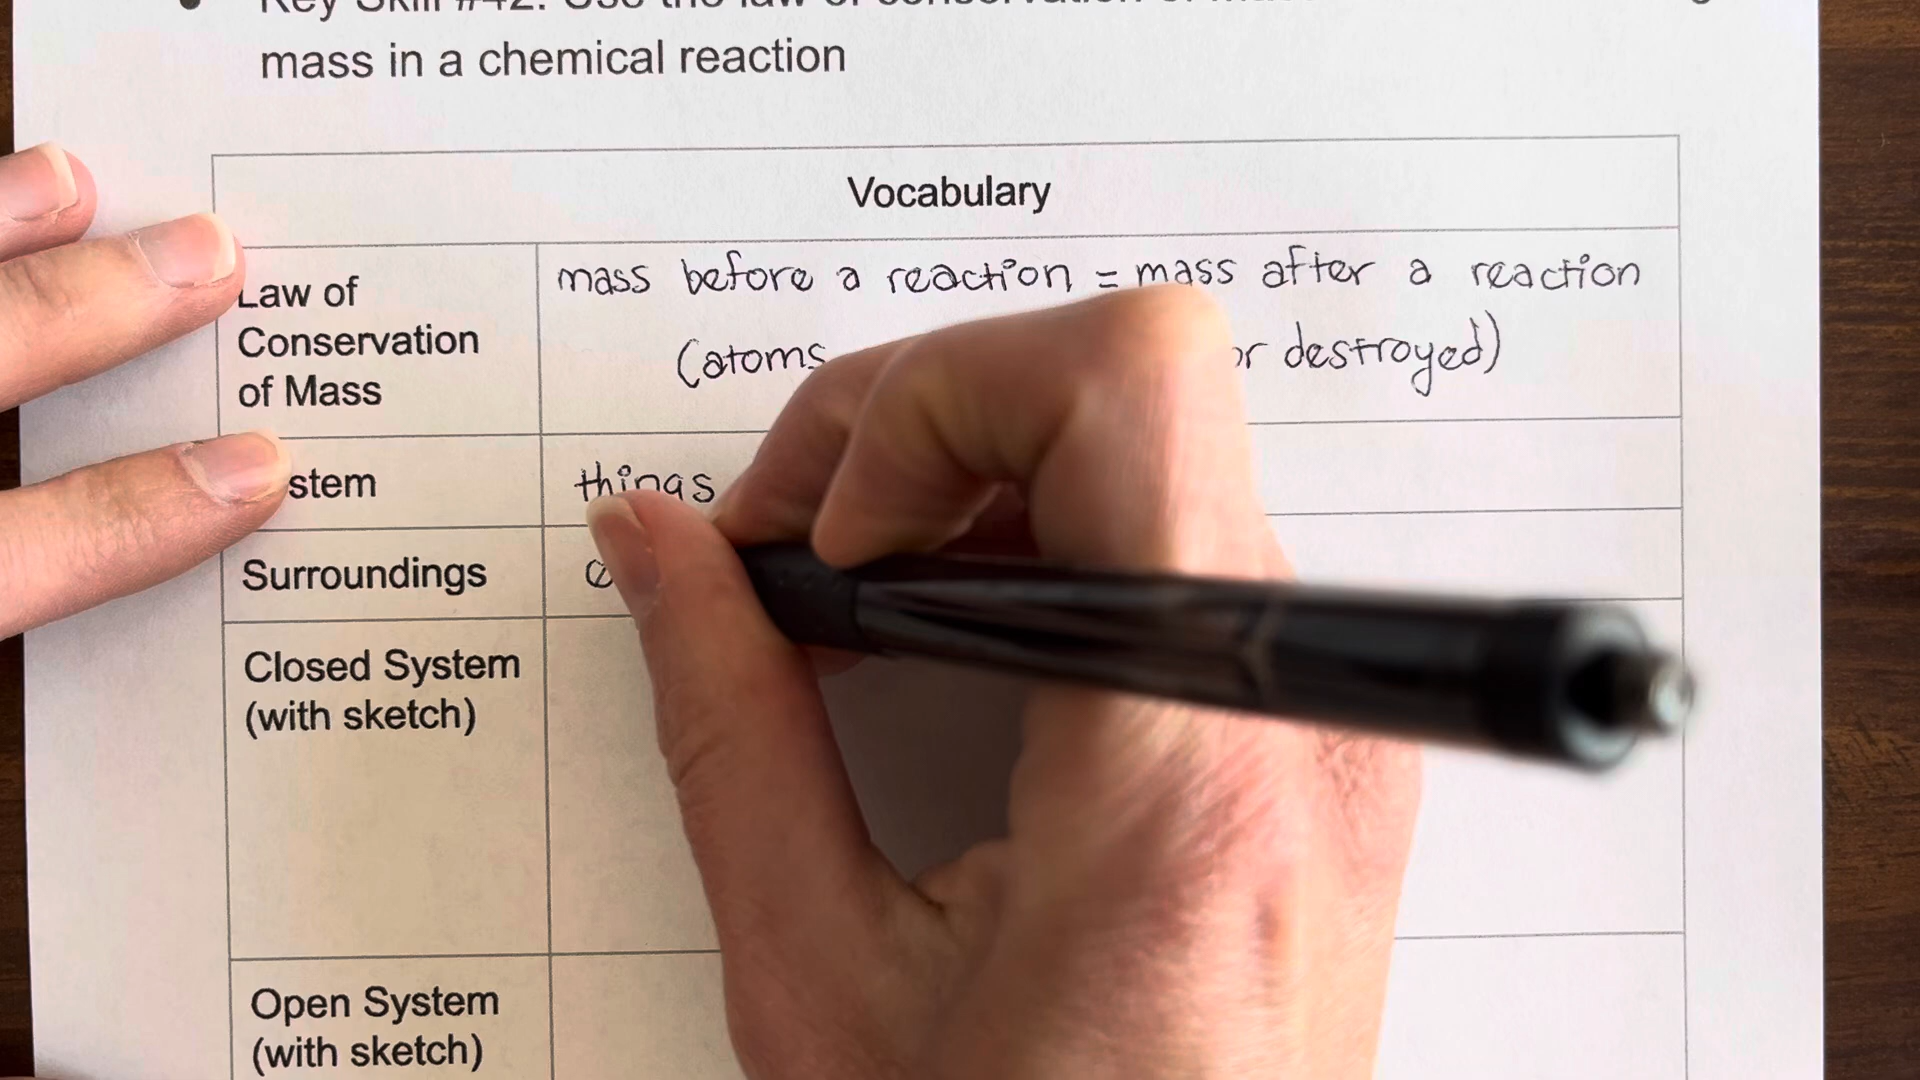 mass in a chemical reaction
Vocabulary
Law of
Conservation
of Mass
mass before a reaction = mass after a reaction
(atoms or destroyed)
stem
things
Surroundings
Closed System
(with sketch)
Open System
(with sketch)